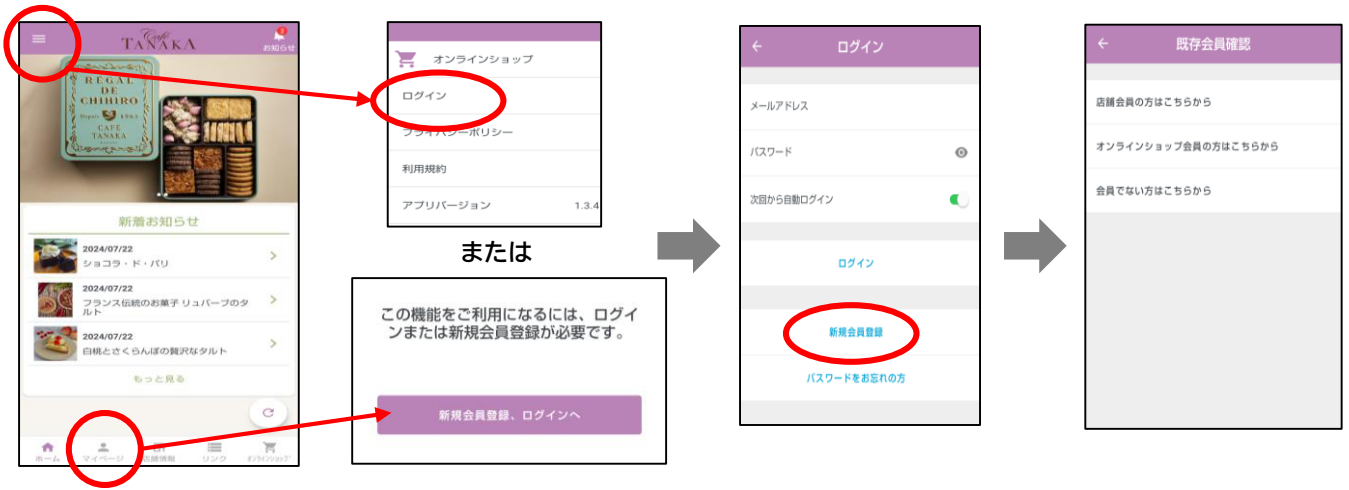 Café
TANAKA
2
お知らせ
REGAL
DE
CHIHIRO
Depuis
CAFÉ
TANAKA
新着お知らせ
2024/07/22
ショコラ・ド・パリ
2024/07/22
フランス伝統のお菓子 リュバーブのタ
ルト
2024/07/22
白桃とさくらんぼの贅沢なタルト
もっと見る
ホーム
マイページ
店舗情報
リンク
オンラインショップ
オンラインショップ
ログイン
プライバシーポリシー
利用規約
アプリバージョン 1.3.4
または
この機能をご利用になるには、ログイ
ンまたは新規会員登録が必要です。
新規会員登録、ログインへ
ログイン
メールアドレス
パスワード
次回から自動ログイン
ログイン
新規会員登録
パスワードをお忘れの方
既存会員確認
店舗会員の方はこちらから
オンラインショップ会員の方はこちらから
会員でない方はこちらから